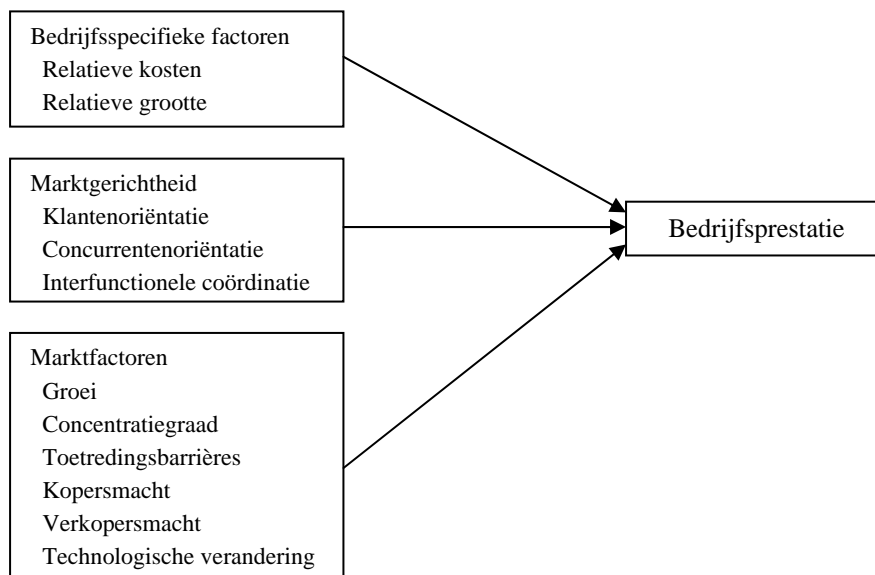 Bedrijfsspecifieke factoren
Relatieve kosten
Relatieve grootte
Marktgerichtheid
Klantenoriëntatie
Concurrentenoriëntatie
Interfunctionele coördinatie
Bedrijfsprestatie
Marktfactoren
Groei
Concentratiegraad
Toetredingsbarrières
Kopersmacht
Verkopersmacht
Technologische verandering